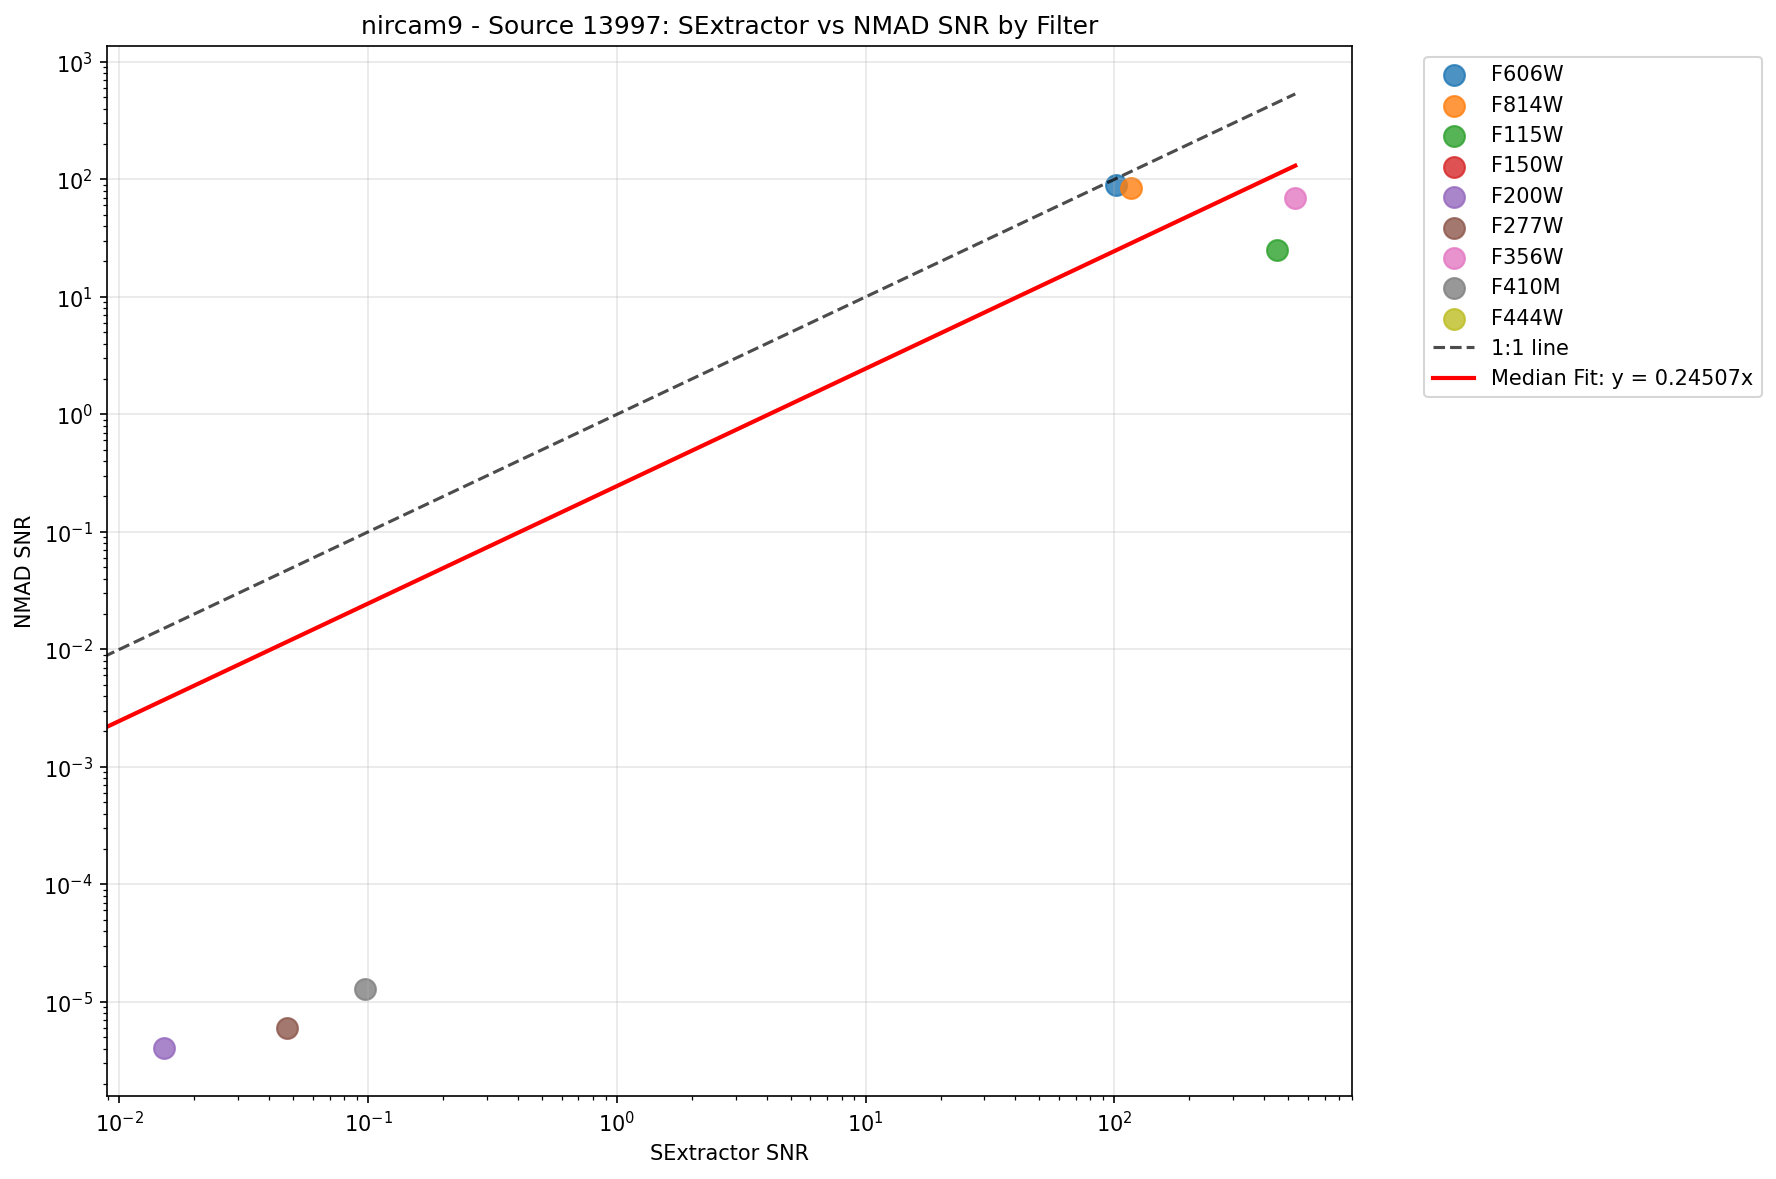 nircam9 - Source 13997: SExtractor vs NMAD SNR by Filter
NMAD SNR
10³
10²
10¹
10⁰
10⁻¹
10⁻²
10⁻³
10⁻⁴
10⁻⁵
10⁻² 10⁻¹ 10⁰ 10¹ 10²
SExtractor SNR
F606W
F814W
F115W
F150W
F200W
F277W
F356W
F410M
F444W
1:1 line
Median Fit: y = 0.24507x